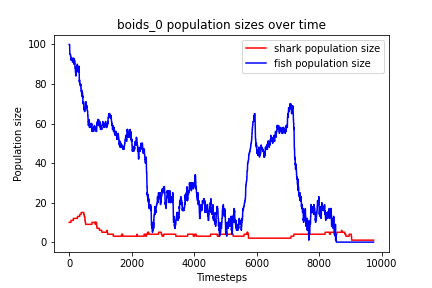 boids_0 population sizes over time
shark population size
fish population size
Population size
100
80
60
40
20
0
0
2000
4000
6000
8000
10000
Timesteps